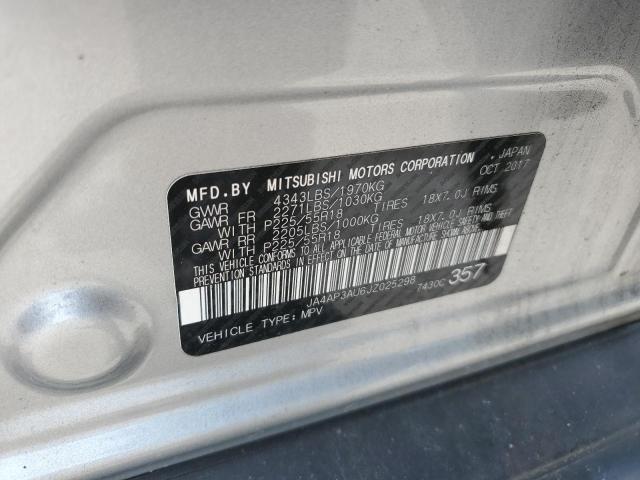 MFD.BY MITSUBISHI MOTORS CORPORATION, JAPAN
GVWR 4343LBS/1970KG OCT 2017
GAWR FR 2271LBS/1030KG
WITH P225/55R18 TIRES 18X7.0J RIMS
GAWR RR 2205LBS/1000KG
WITH P225/55R18 TIRES 18X7.0J RIMS
THIS VEHICLE CONFORMS TO ALL APPLICABLE FEDERAL MOTOR VEHICLE SAFETY AND
THEFT PREVENTION STANDARDS IN EFFECT ON THE DATE OF MANUFACTURE SHOWN ABOVE.
JA4AP3AU6JZ025298 7430C 357
VEHICLE TYPE:MPV